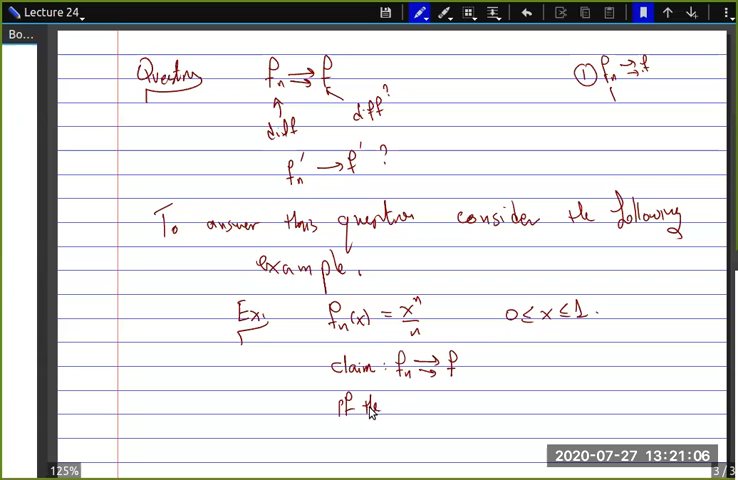 Lecture 24
Bo...
Question fn ⇉ f ① fn ⇉ f
diff diff?
fn' → f' ?
To answer this question consider the following
example.
Ex. fn(x) = x^n/n 0 ≤ x ≤ 1.
claim: fn ⇉ f
pf the
2020-07-27 13:21:06
125% 3/3